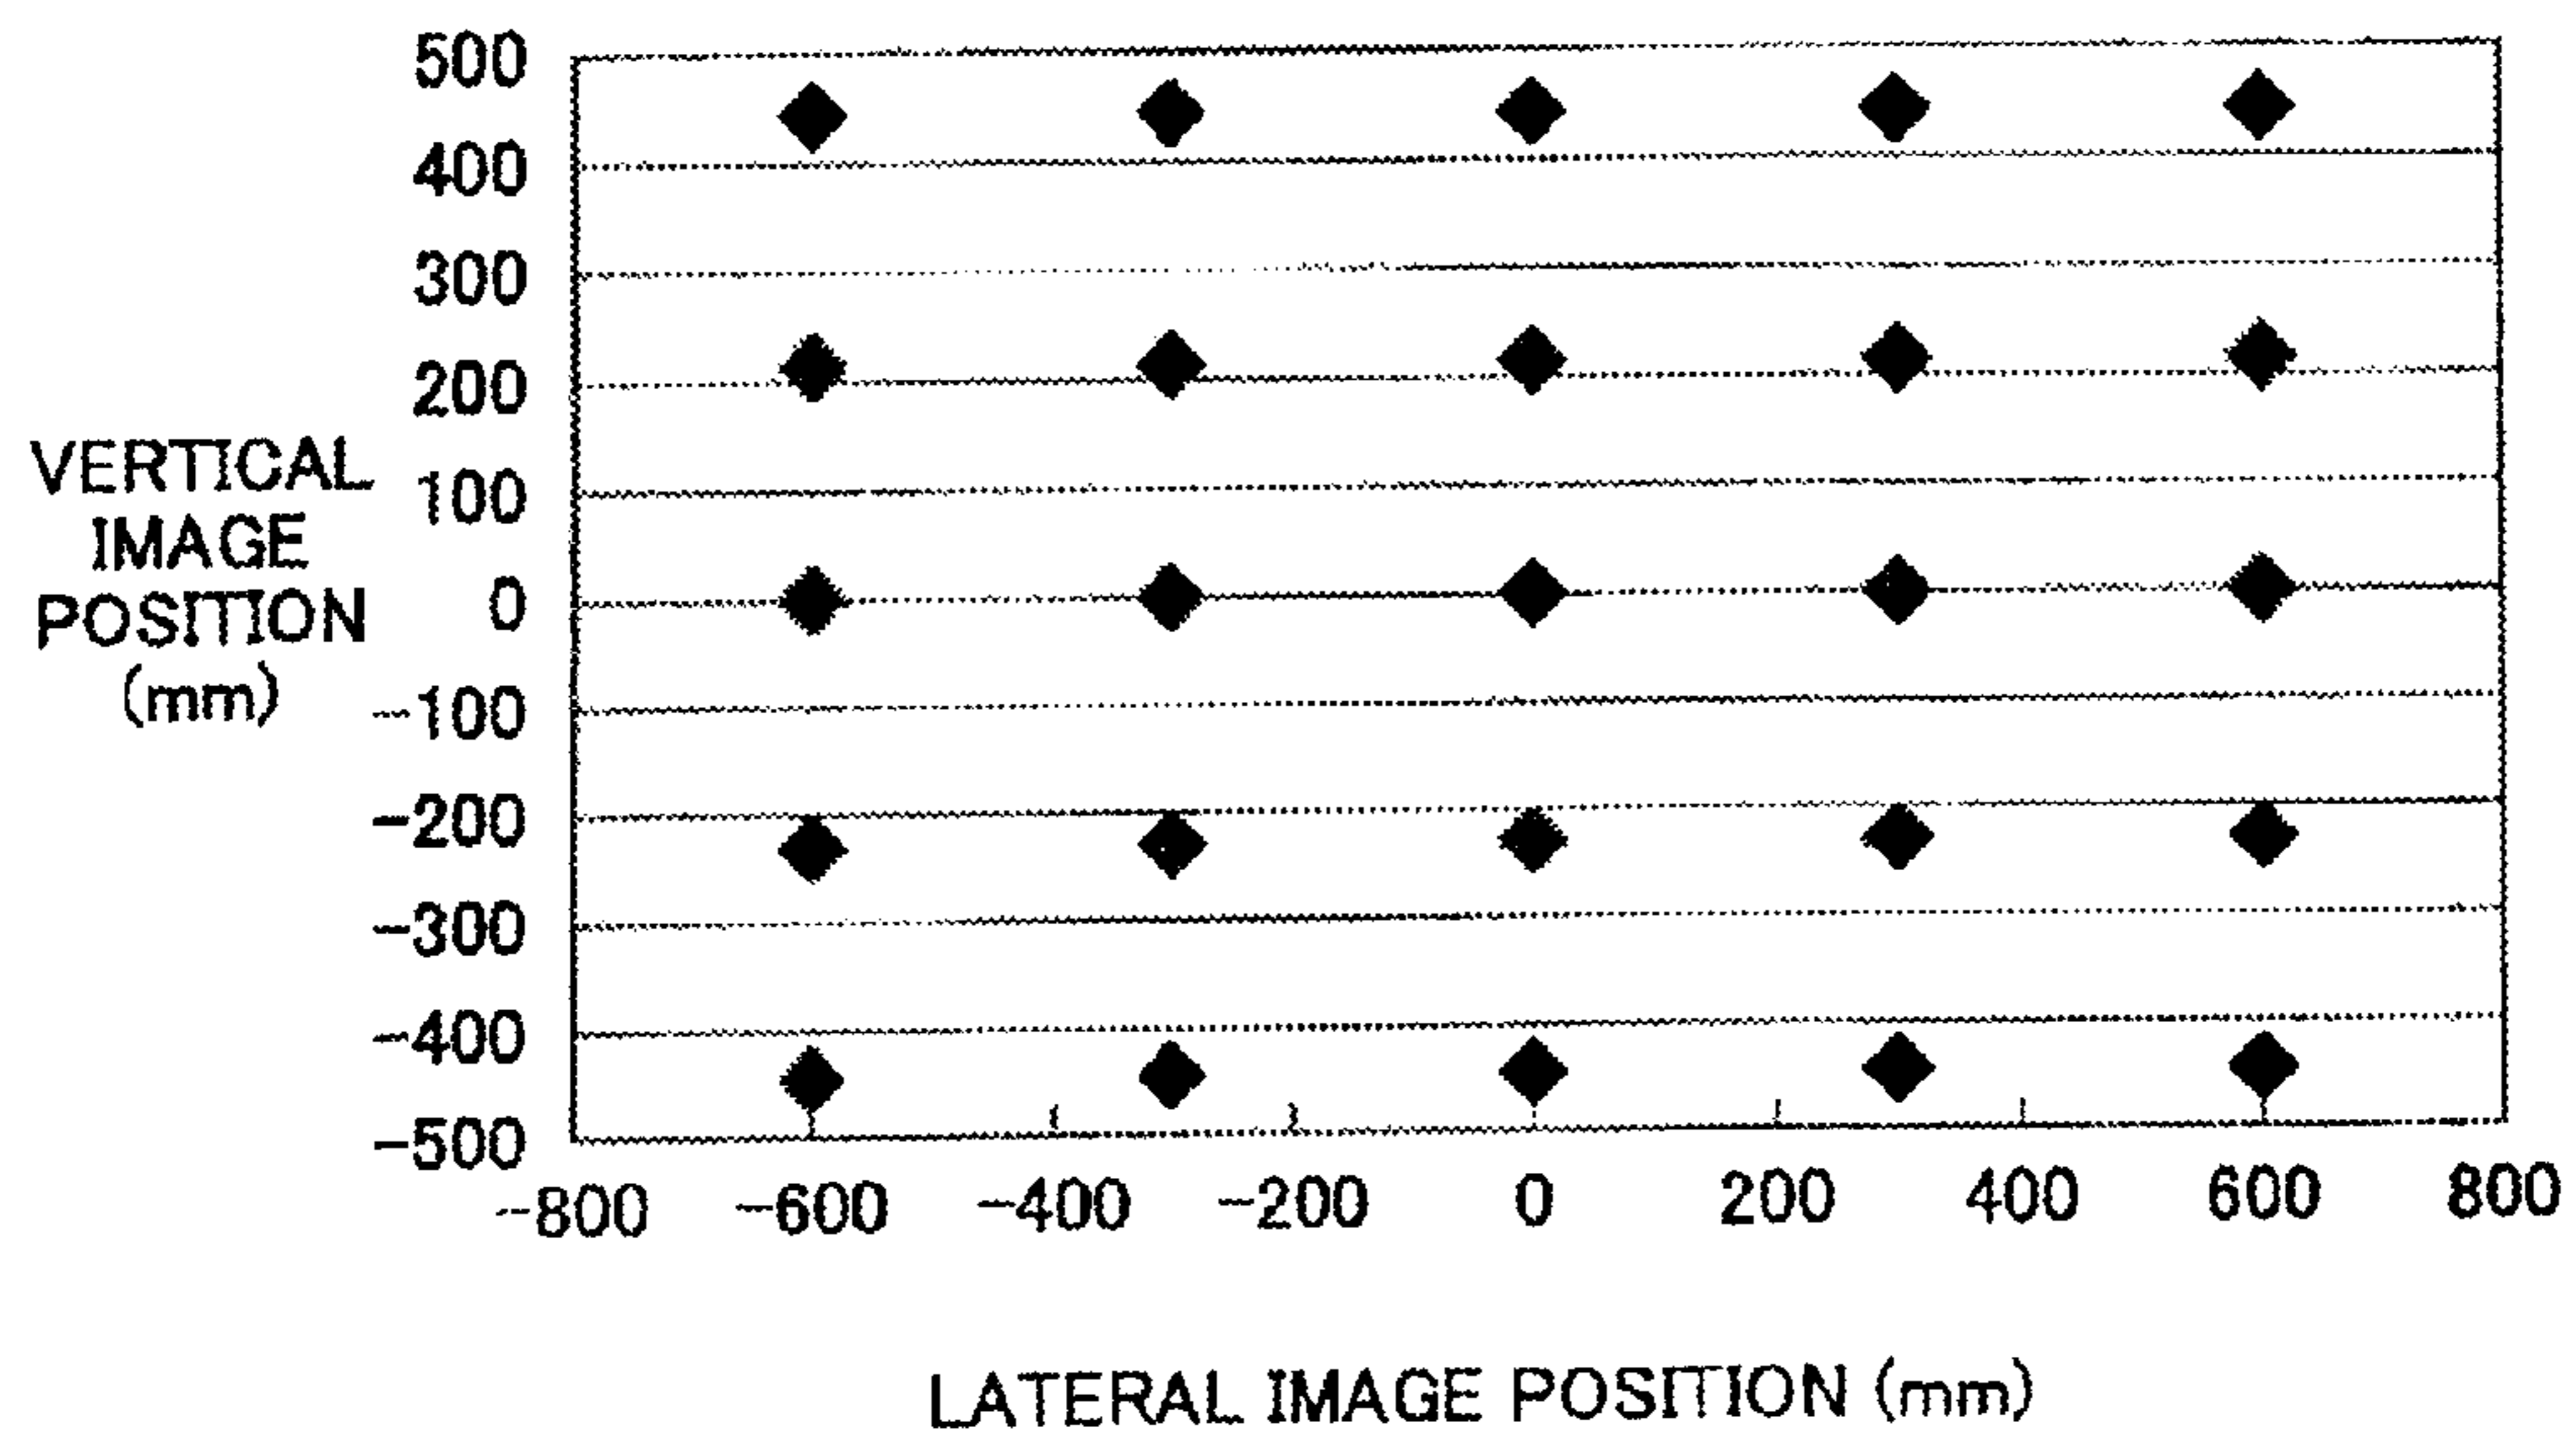 500
400
300
200
100
0
-100
-200
-300
-400
-500
VERTICAL
IMAGE
POSITION
(mm)
-800 -600 -400 -200 0 200 400 600 800
LATERAL IMAGE POSITION (mm)